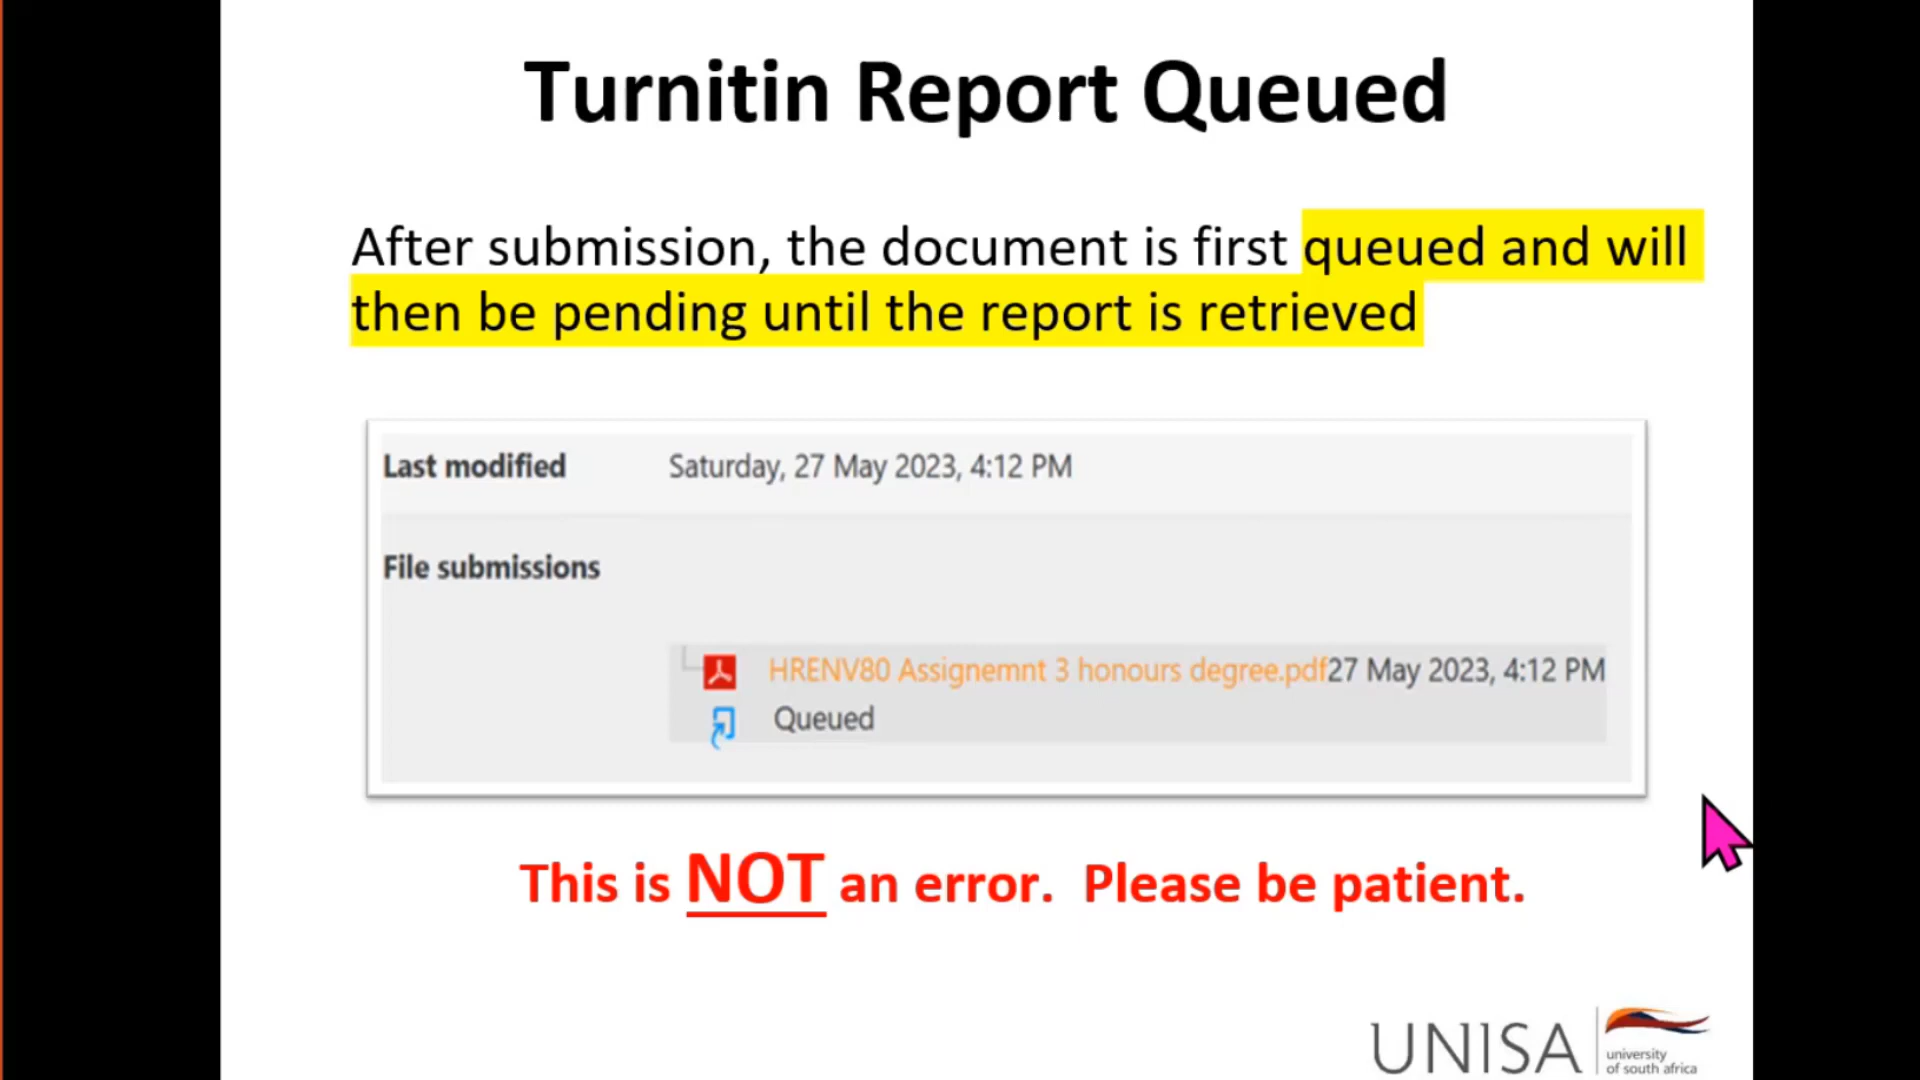 Turnitin Report Queued
After submission, the document is first queued and will
then be pending until the report is retrieved
Last modified Saturday, 27 May 2023, 4:12 PM
File submissions
HRENV80 Assignemnt 3 honours degree.pdf27 May 2023, 4:12 PM
Queued
This is NOT an error. Please be patient.
UNISA
university
of south africa